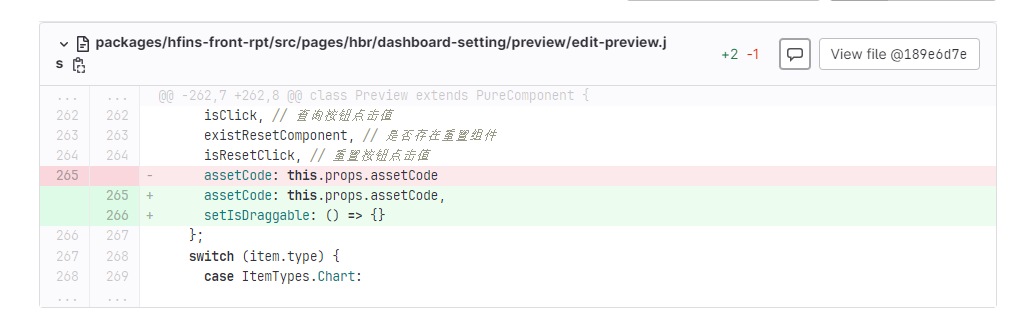 packages/hfins-front-rpt/src/pages/hbr/dashboard-setting/preview/edit-preview.j
s
+2 -1
View file @189e6d7e
... ... @@ -262,7 +262,8 @@ class Preview extends PureComponent {
262 262 isClick, // 查询按钮点击值
263 263 existResetComponent, // 是否存在重置组件
264 264 isResetClick, // 重置按钮点击值
265 - assetCode: this.props.assetCode
265 + assetCode: this.props.assetCode,
266 + setIsDraggable: () => {}
266 267 };
267 268 switch (item.type) {
268 269 case ItemTypes.Chart:
... ...